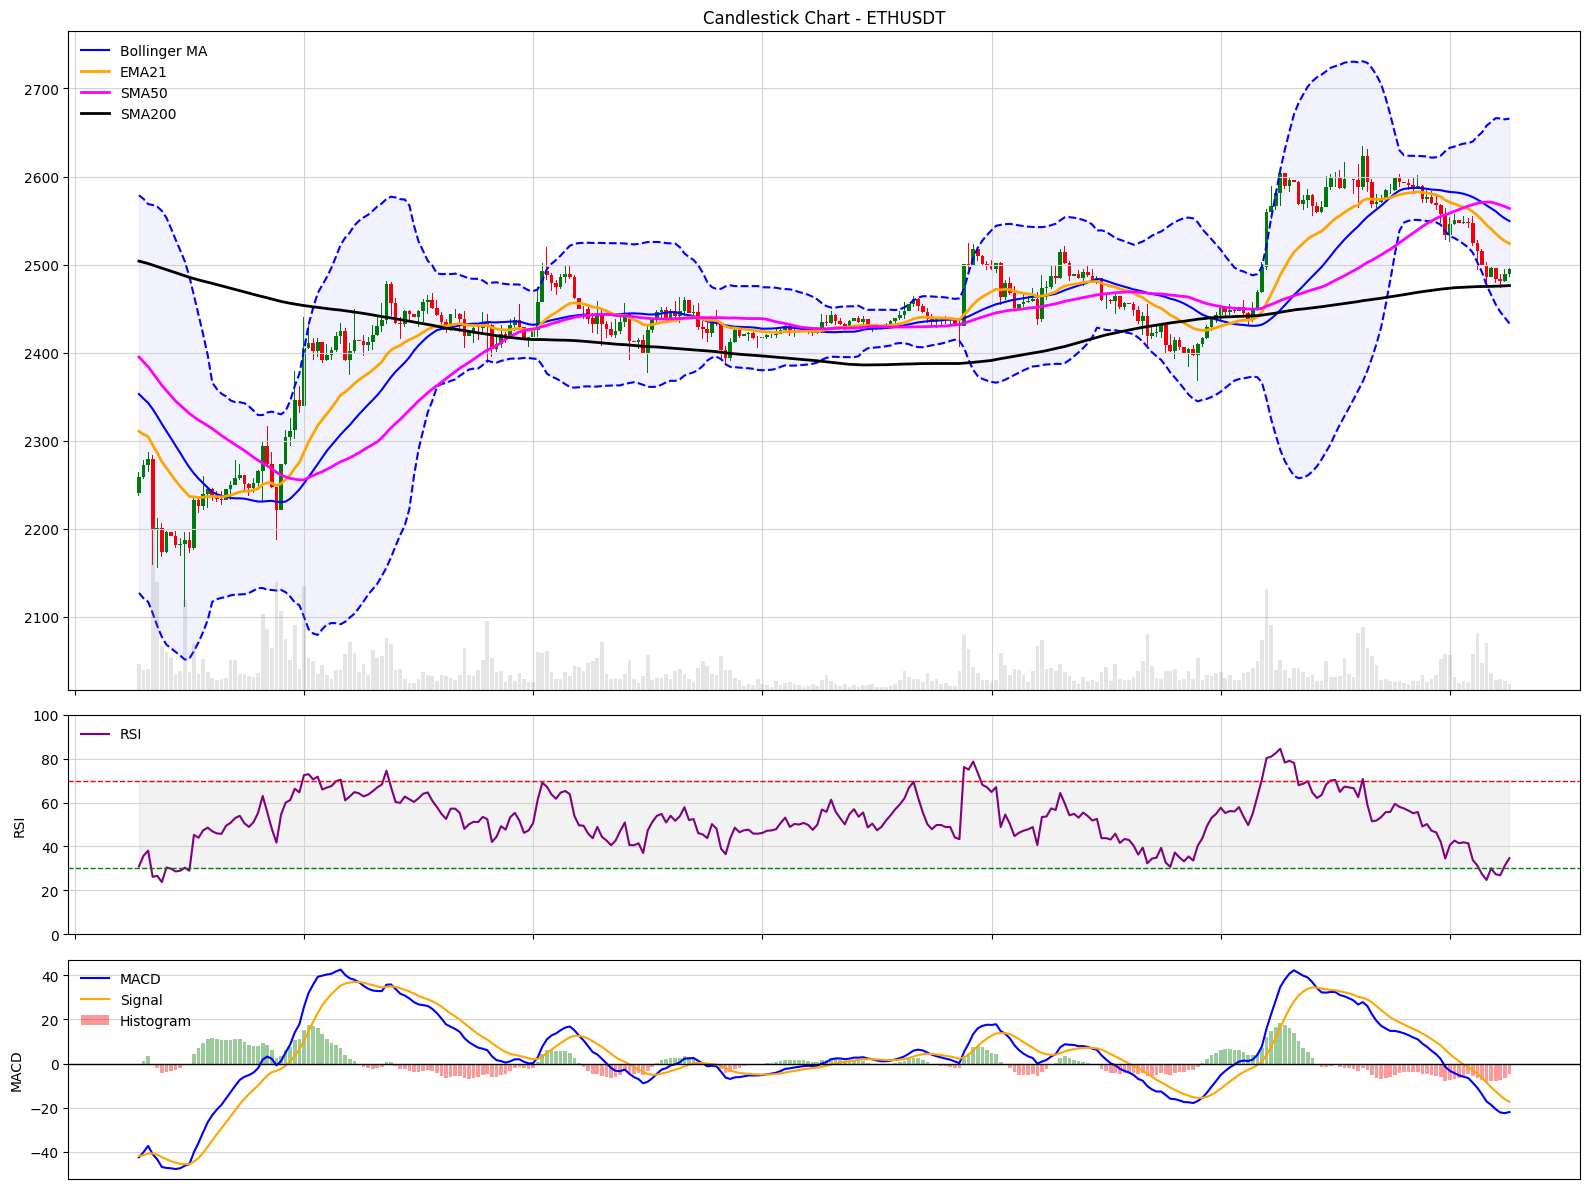 Candlestick Chart - ETHUSDT
Bollinger MA
EMA21
SMA50
SMA200
2700
2600
2500
2400
2300
2200
2100
RSI
100
80
60
40
20
0
RSI
MACD
Signal
Histogram
40
20
0
−20
−40
MACD